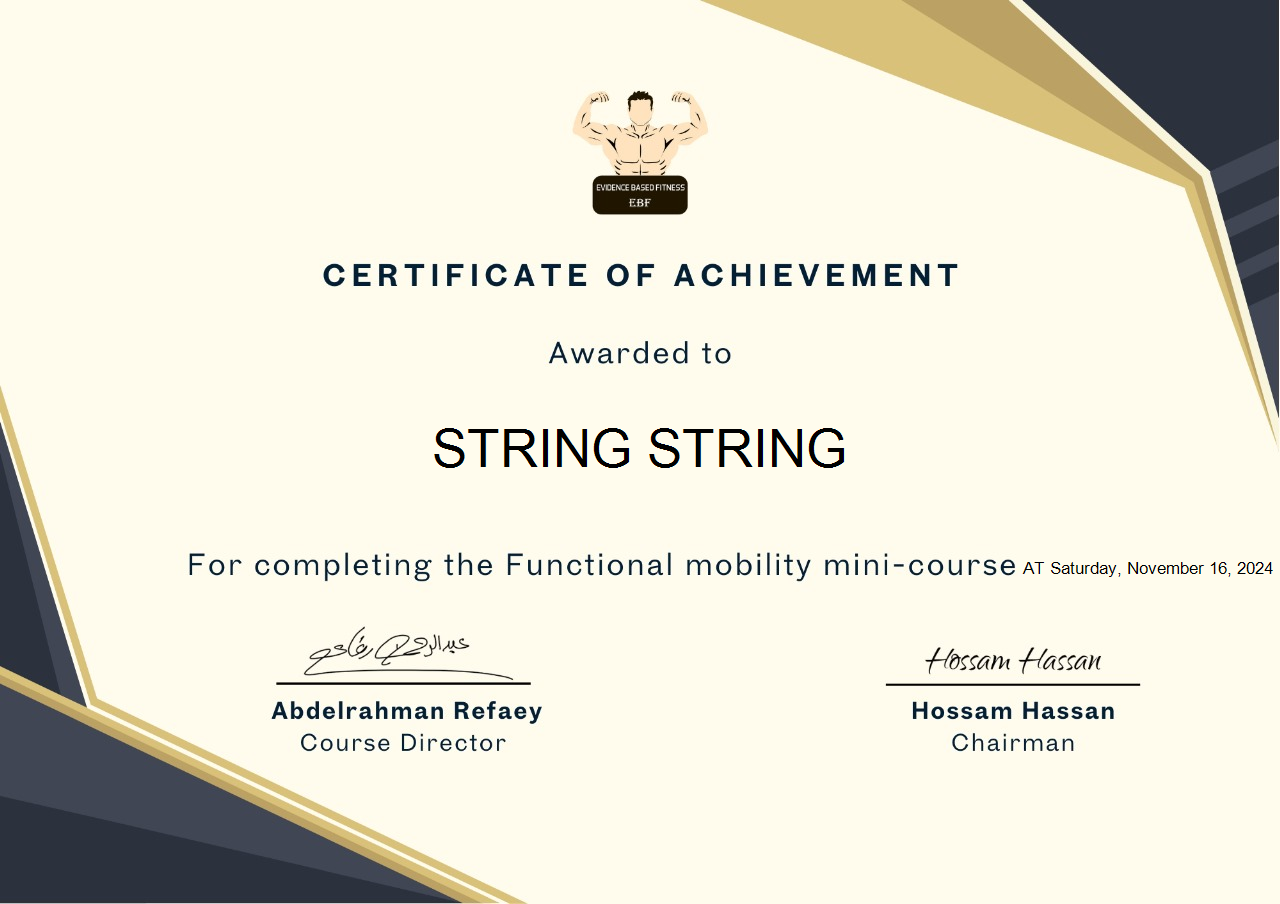 EVIDENCE BASED FITNESS
EBF
CERTIFICATE OF ACHIEVEMENT
Awarded to
STRING STRING
For completing the Functional mobility mini-course AT Saturday, November 16, 2024
عبدالرحمن رفاعي
Hossam Hassan
Abdelrahman Refaey
Hossam Hassan
Course Director
Chairman